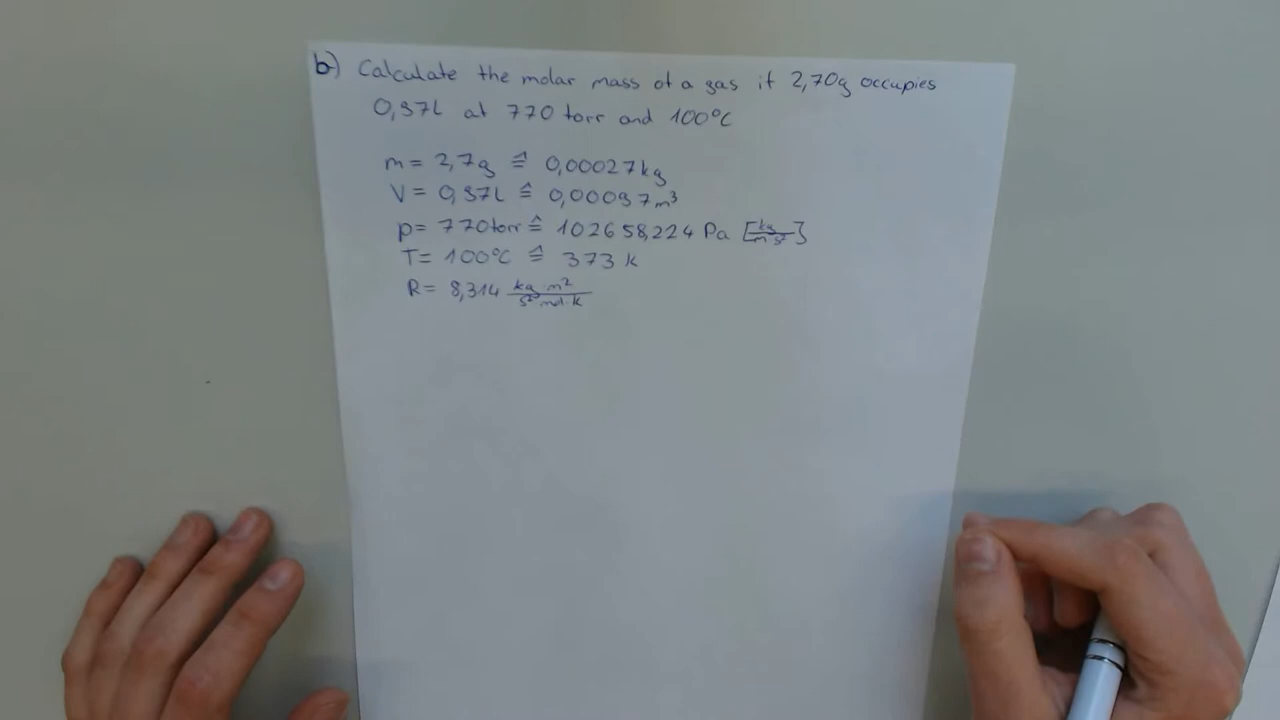 b) Calculate the molar mass of a gas if 2,70g occupies
0,97L at 770 torr and 100°C
m = 2,7g ≙ 0,00027kg
V = 0,97L ≙ 0,00097m³
p = 770torr ≙ 102658,224 Pa [kg/m·s²]
T = 100°C ≙ 373 K
R = 8,314 kg·m²/s²·mol·K